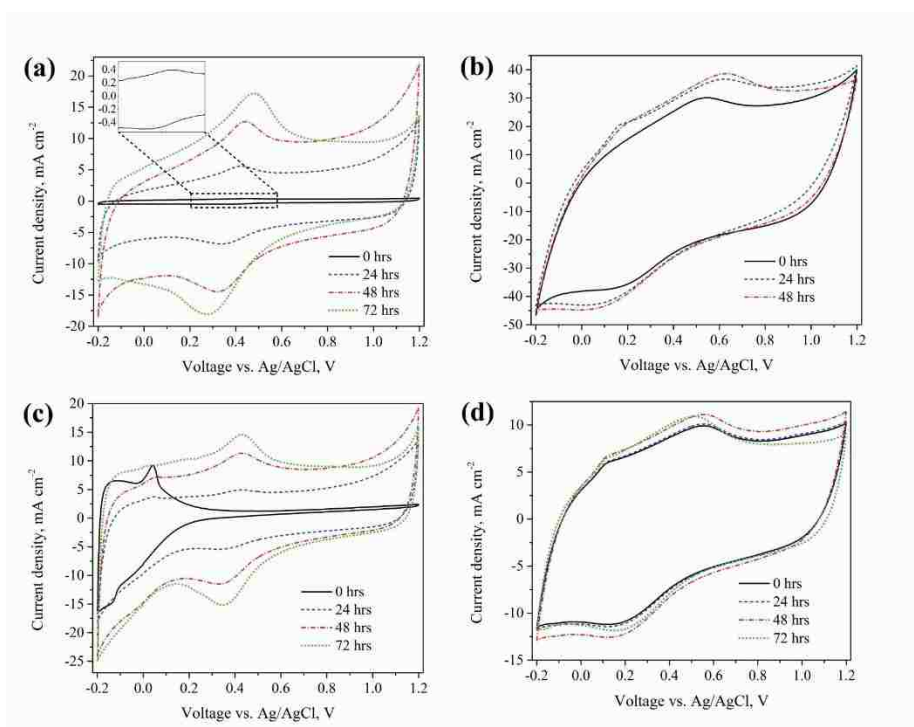 (a)
0.4
0.2
0.0
-0.2
-0.4
20
15
10
5
0
-5
-10
-15
-20
Current density, mA cm-2
0 hrs
24 hrs
48 hrs
72 hrs
-0.2 0.0 0.2 0.4 0.6 0.8 1.0 1.2
Voltage vs. Ag/AgCl, V
(b)
40
30
20
10
0
-10
-20
-30
-40
-50
Current density, mA cm-2
0 hrs
24 hrs
48 hrs
-0.2 0.0 0.2 0.4 0.6 0.8 1.0 1.2
Voltage vs. Ag/AgCl, V
(c)
20
15
10
5
0
-5
-10
-15
-20
-25
Current density, mA cm-2
0 hrs
24 hrs
48 hrs
72 hrs
-0.2 0.0 0.2 0.4 0.6 0.8 1.0 1.2
Voltage vs. Ag/AgCl, V
(d)
10
5
0
-5
-10
-15
Current density, mA cm-2
0 hrs
24 hrs
48 hrs
72 hrs
-0.2 0.0 0.2 0.4 0.6 0.8 1.0 1.2
Voltage vs. Ag/AgCl, V